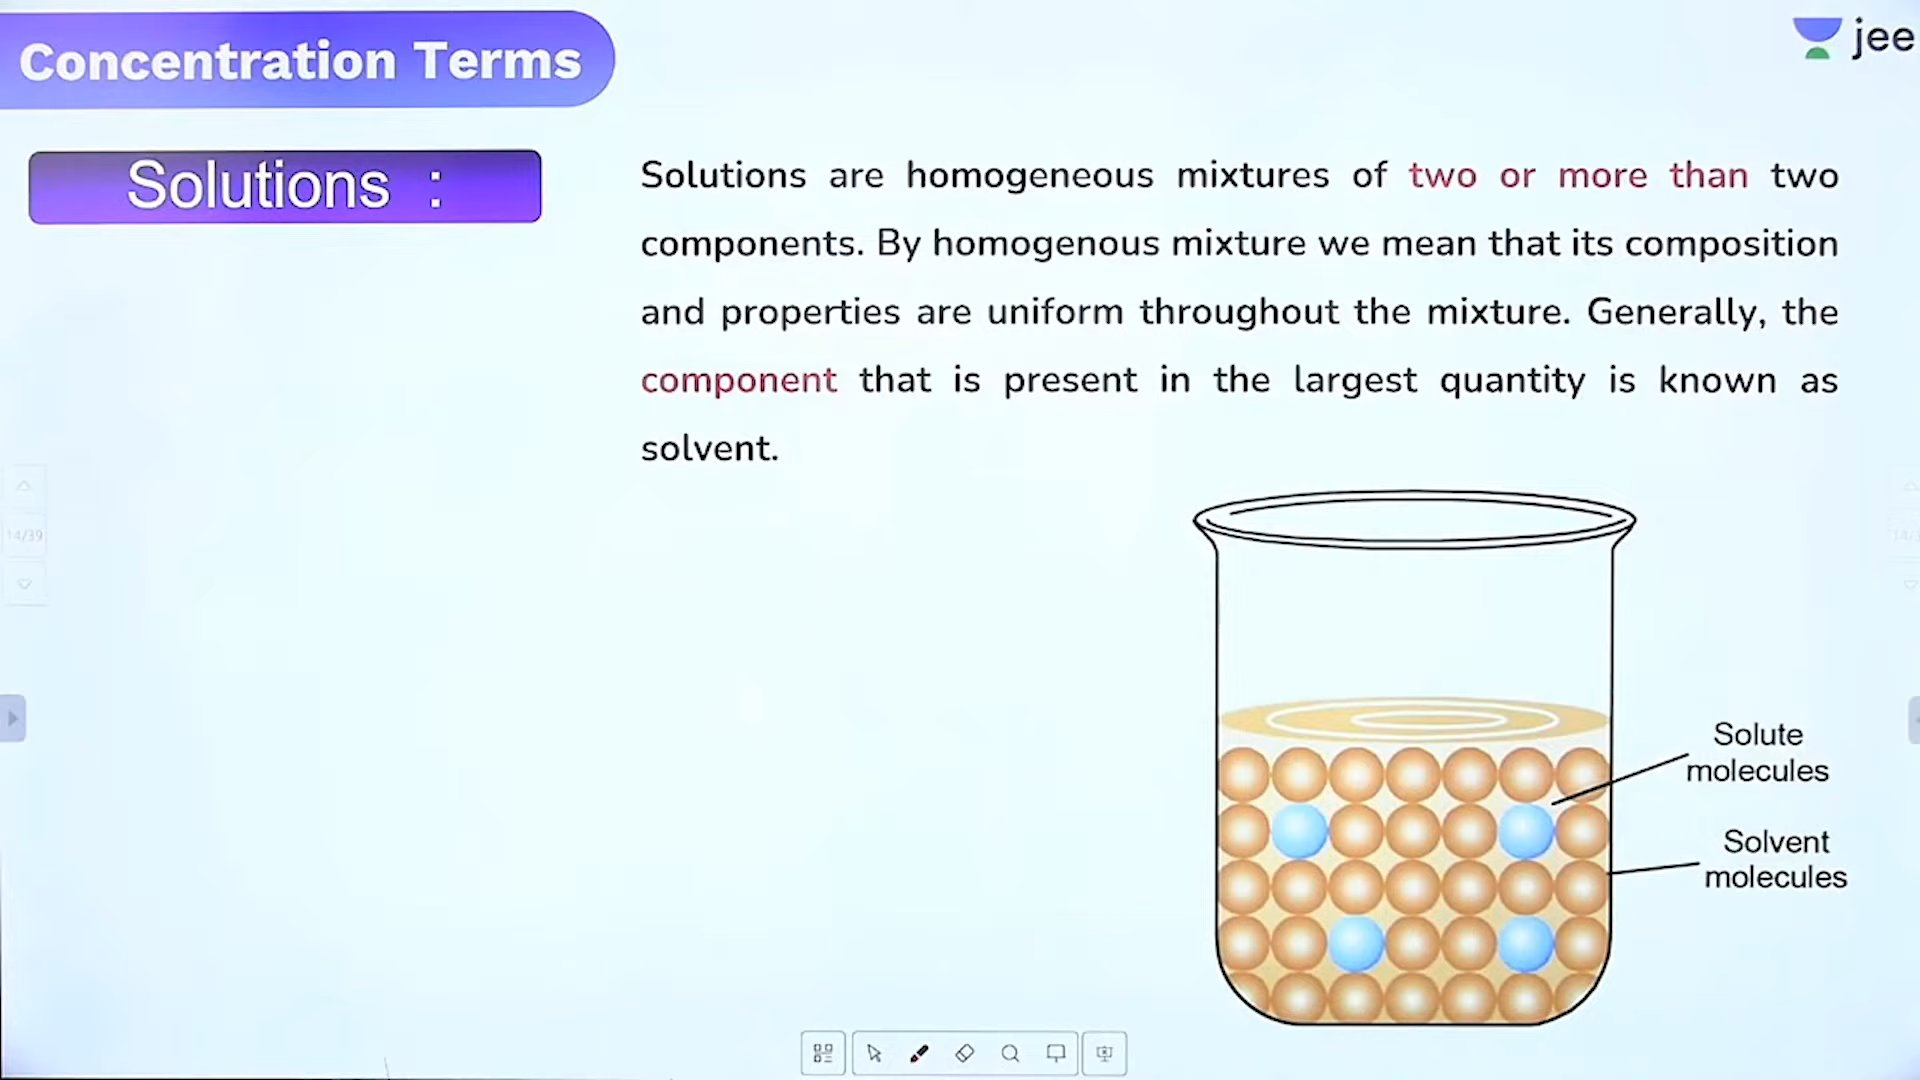 Concentration Terms
jee
Solutions :
Solutions are homogeneous mixtures of two or more than two
components. By homogenous mixture we mean that its composition
and properties are uniform throughout the mixture. Generally, the
component that is present in the largest quantity is known as
solvent.
14/39
Solute
molecules
Solvent
molecules